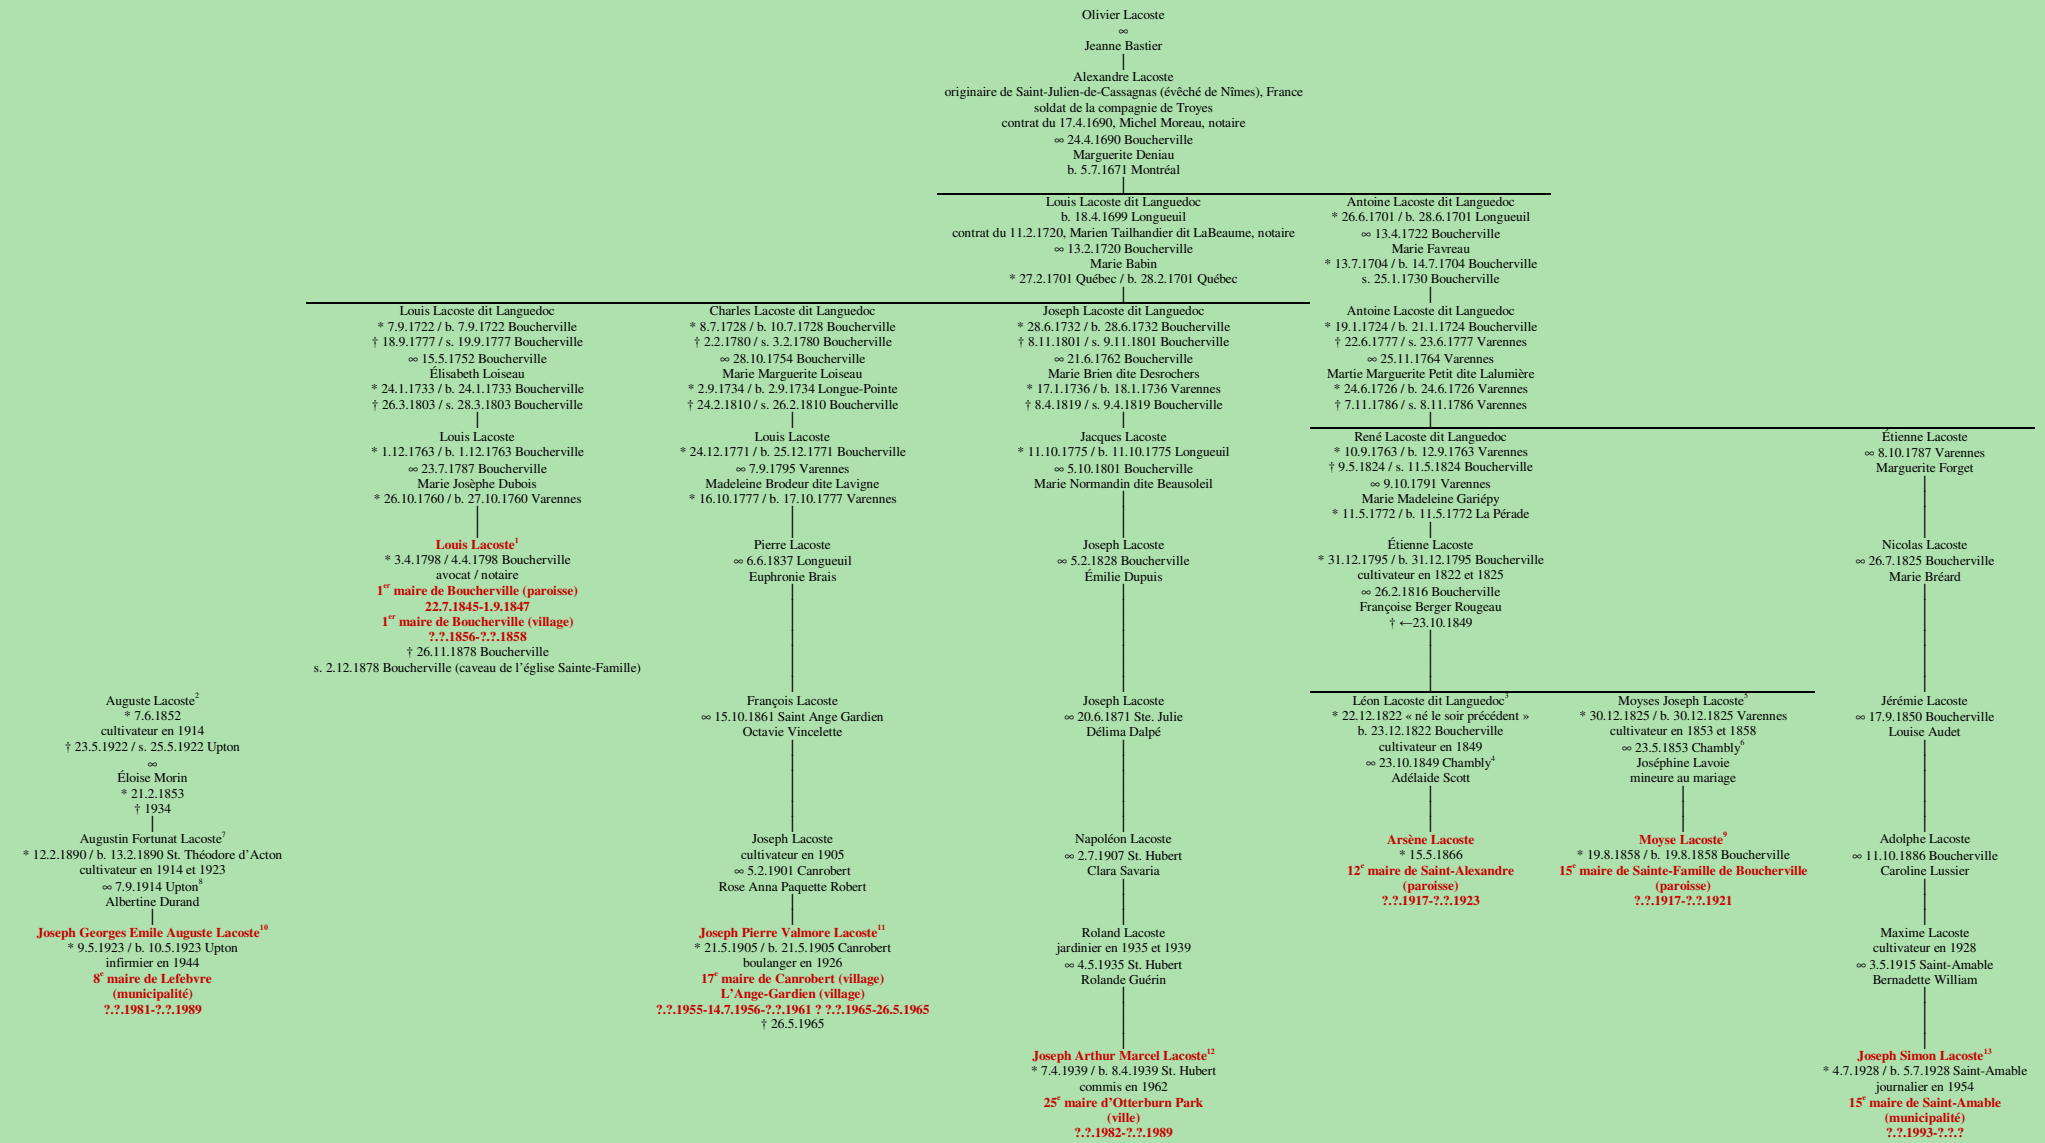 Olivier Lacoste
∞
Jeanne Bastier
Alexandre Lacoste
originaire de Saint-Julien-de-Cassagnas (évêché de Nîmes), France
soldat de la compagnie de Troyes
contrat du 17.4.1690, Michel Moreau, notaire
∞ 24.4.1690 Boucherville
Marguerite Deniau
b. 5.7.1671 Montréal
Louis Lacoste dit Languedoc
b. 18.4.1699 Longueuil
contrat du 11.2.1720, Marien Tailhandier dit LaBeaume, notaire
∞ 13.2.1720 Boucherville
Marie Babin
* 27.2.1701 Québec / b. 28.2.1701 Québec
Antoine Lacoste dit Languedoc
* 26.6.1701 / b. 28.6.1701 Longueuil
∞ 13.4.1722 Boucherville
Marie Favreau
* 13.7.1704 / b. 14.7.1704 Boucherville
s. 25.1.1730 Boucherville
Louis Lacoste dit Languedoc
* 7.9.1722 / b. 7.9.1722 Boucherville
† 18.9.1777 / s. 19.9.1777 Boucherville
∞ 15.5.1752 Boucherville
Élisabeth Loiseau
* 24.1.1733 / b. 24.1.1733 Boucherville
† 26.3.1803 / s. 28.3.1803 Boucherville
Charles Lacoste dit Languedoc
* 8.7.1728 / b. 10.7.1728 Boucherville
† 2.2.1780 / s. 3.2.1780 Boucherville
∞ 28.10.1754 Boucherville
Marie Marguerite Loiseau
* 2.9.1734 / b. 2.9.1734 Longue-Pointe
† 24.2.1810 / s. 26.2.1810 Boucherville
Joseph Lacoste dit Languedoc
* 28.6.1732 / b. 28.6.1732 Boucherville
† 8.11.1801 / s. 9.11.1801 Boucherville
∞ 21.6.1762 Boucherville
Marie Brien dite Desrochers
* 17.1.1736 / b. 18.1.1736 Varennes
† 8.4.1819 / s. 9.4.1819 Boucherville
Antoine Lacoste dit Languedoc
* 19.1.1724 / b. 21.1.1724 Boucherville
† 22.6.1777 / s. 23.6.1777 Varennes
∞ 25.11.1764 Varennes
Martie Marguerite Petit dite Lalumière
* 24.6.1726 / b. 24.6.1726 Varennes
† 7.11.1786 / s. 8.11.1786 Varennes
Louis Lacoste
* 1.12.1763 / b. 1.12.1763 Boucherville
∞ 23.7.1787 Boucherville
Marie Josèphe Dubois
* 26.10.1760 / b. 27.10.1760 Varennes
Louis Lacoste
* 24.12.1771 / b. 25.12.1771 Boucherville
∞ 7.9.1795 Varennes
Madeleine Brodeur dite Lavigne
* 16.10.1777 / b. 17.10.1777 Varennes
Jacques Lacoste
* 11.10.1775 / b. 11.10.1775 Longueuil
∞ 5.10.1801 Boucherville
Marie Normandin dite Beausoleil
René Lacoste dit Languedoc
* 10.9.1763 / b. 12.9.1763 Varennes
† 9.5.1824 / s. 11.5.1824 Boucherville
∞ 9.10.1791 Varennes
Marie Madeleine Gariépy
* 11.5.1772 / b. 11.5.1772 La Pérade
Étienne Lacoste
∞ 8.10.1787 Varennes
Marguerite Forget
Louis Lacoste¹
* 3.4.1798 / 4.4.1798 Boucherville
avocat / notaire
1er maire de Boucherville (paroisse)
22.7.1845-1.9.1847
1er maire de Boucherville (village)
?.?.1856-?.?.1858
† 26.11.1878 Boucherville
s. 2.12.1878 Boucherville (caveau de l'église Sainte-Famille)
Pierre Lacoste
∞ 6.6.1837 Longueuil
Euphronie Brais
Joseph Lacoste
∞ 5.2.1828 Boucherville
Émilie Dupuis
Étienne Lacoste
* 31.12.1795 / b. 31.12.1795 Boucherville
cultivateur en 1822 et 1825
∞ 26.2.1816 Boucherville
Françoise Berger Rougeau
† ←23.10.1849
Nicolas Lacoste
∞ 26.7.1825 Boucherville
Marie Bréard
Auguste Lacoste²
* 7.6.1852
cultivateur en 1914
† 23.5.1922 / s. 25.5.1922 Upton
∞
Éloise Morin
* 21.2.1853
† 1934
François Lacoste
∞ 15.10.1861 Saint Ange Gardien
Octavie Vincelette
Joseph Lacoste
∞ 20.6.1871 Ste. Julie
Délima Dalpé
Léon Lacoste dit Languedoc³
* 22.12.1822 « né le soir précédent »
b. 23.12.1822 Boucherville
cultivateur en 1849
∞ 23.10.1849 Chambly⁴
Adélaide Scott
Moyses Joseph Lacoste⁵
* 30.12.1825 / b. 30.12.1825 Varennes
cultivateur en 1853 et 1858
∞ 23.5.1853 Chambly⁶
Joséphine Lavoie
mineure au mariage
Jérémie Lacoste
∞ 17.9.1850 Boucherville
Louise Audet
Augustin Fortunat Lacoste⁷
* 12.2.1890 / b. 13.2.1890 St. Théodore d'Acton
cultivateur en 1914 et 1923
∞ 7.9.1914 Upton⁸
Albertine Durand
Joseph Lacoste
cultivateur en 1905
∞ 5.2.1901 Canrobert
Rose Anna Paquette Robert
Napoléon Lacoste
∞ 2.7.1907 St. Hubert
Clara Savaria
Arsène Lacoste
* 15.5.1866
12e maire de Saint-Alexandre
(paroisse)
?.?.1917-?.?.1923
Moyse Lacoste⁹
* 19.8.1858 / b. 19.8.1858 Boucherville
15e maire de Sainte-Famille de Boucherville
(paroisse)
?.?.1917-?.?.1921
Adolphe Lacoste
∞ 11.10.1886 Boucherville
Caroline Lussier
Joseph Georges Emile Auguste Lacoste¹⁰
* 9.5.1923 / b. 10.5.1923 Upton
infirmier en 1944
8e maire de Lefebvre
(municipalité)
?.?.1981-?.?.1989
Joseph Pierre Valmore Lacoste¹¹
* 21.5.1905 / b. 21.5.1905 Canrobert
boulanger en 1926
17e maire de Canrobert (village)
L'Ange-Gardien (village)
?.?.1955-14.7.1956-?.?.1961 ? ?.?.1965-26.5.1965
† 26.5.1965
Roland Lacoste
jardinier en 1935 et 1939
∞ 4.5.1935 St. Hubert
Rolande Guérin
Maxime Lacoste
cultivateur en 1928
∞ 3.5.1915 Saint-Amable
Bernadette William
Joseph Arthur Marcel Lacoste¹²
* 7.4.1939 / b. 8.4.1939 St. Hubert
commis en 1962
25e maire d'Otterburn Park
(ville)
?.?.1982-?.?.1989
Joseph Simon Lacoste¹³
* 4.7.1928 / b. 5.7.1928 Saint-Amable
journalier en 1954
15e maire de Saint-Amable
(municipalité)
?.?.1993-?.?.?